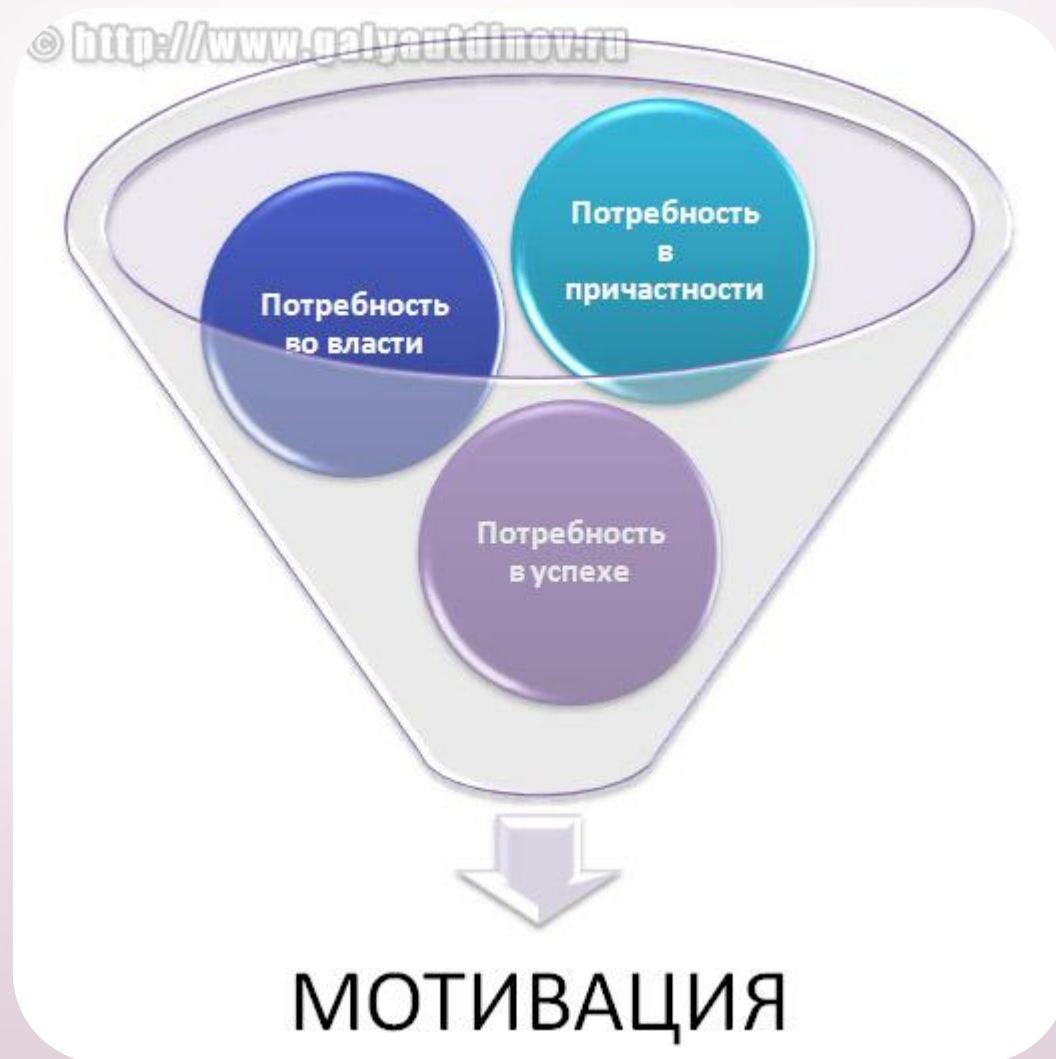 © http://www.galyautdinov.ru
Потребность
в
причастности
Потребность
во власти
Потребность
в успехе
МОТИВАЦИЯ